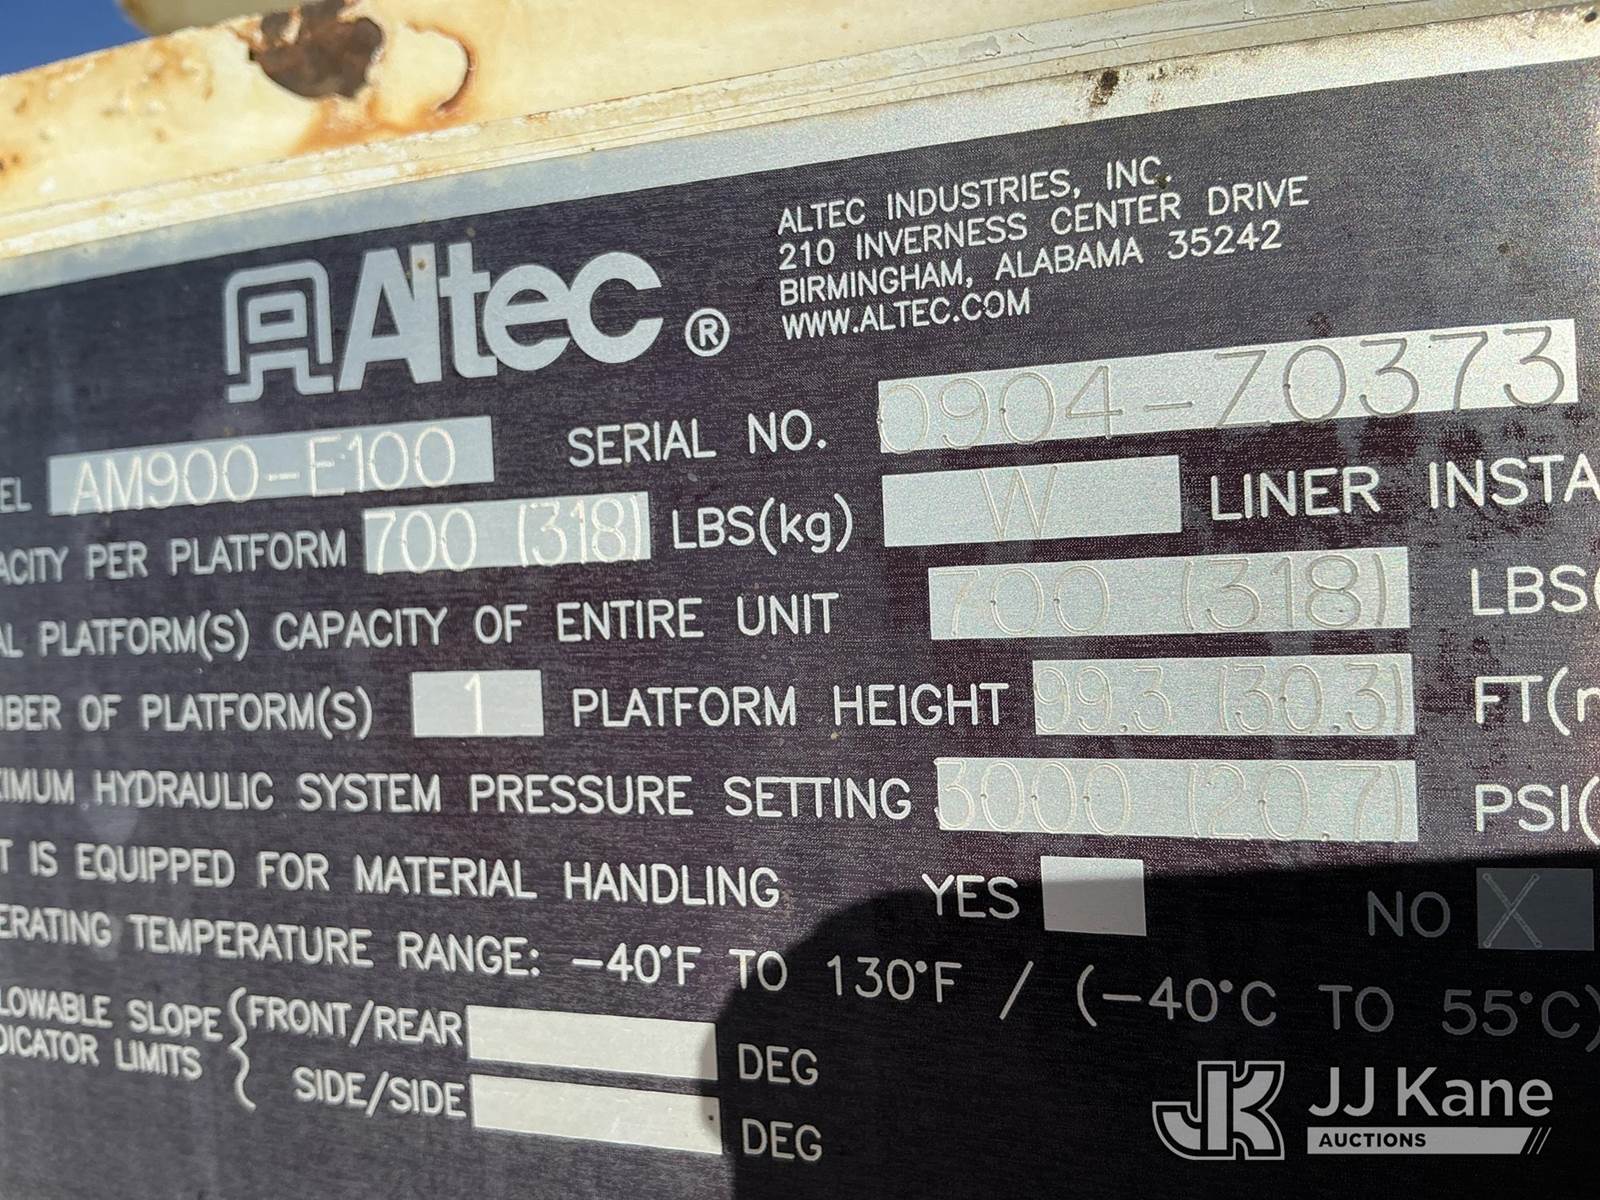 Altec ®
ALTEC INDUSTRIES, INC.
210 INVERNESS CENTER DRIVE
BIRMINGHAM, ALABAMA 35242
WWW.ALTEC.COM
EL AM900-E100 SERIAL NO. 0904-Z0373
ACITY PER PLATFORM 700 (318) LBS(kg) W LINER INSTA
AL PLATFORM(S) CAPACITY OF ENTIRE UNIT 700 (318) LBS(
BER OF PLATFORM(S) 1 PLATFORM HEIGHT 99.3 (30.3) FT(
IMUM HYDRAULIC SYSTEM PRESSURE SETTING 3000 (20.7) PSI(
T IS EQUIPPED FOR MATERIAL HANDLING YES NO X
ERATING TEMPERATURE RANGE: -40°F TO 130°F / (-40°C TO 55°C)
LOWABLE SLOPE { FRONT/REAR DEG
DICATOR LIMITS SIDE/SIDE DEG
JK JJ Kane
AUCTIONS